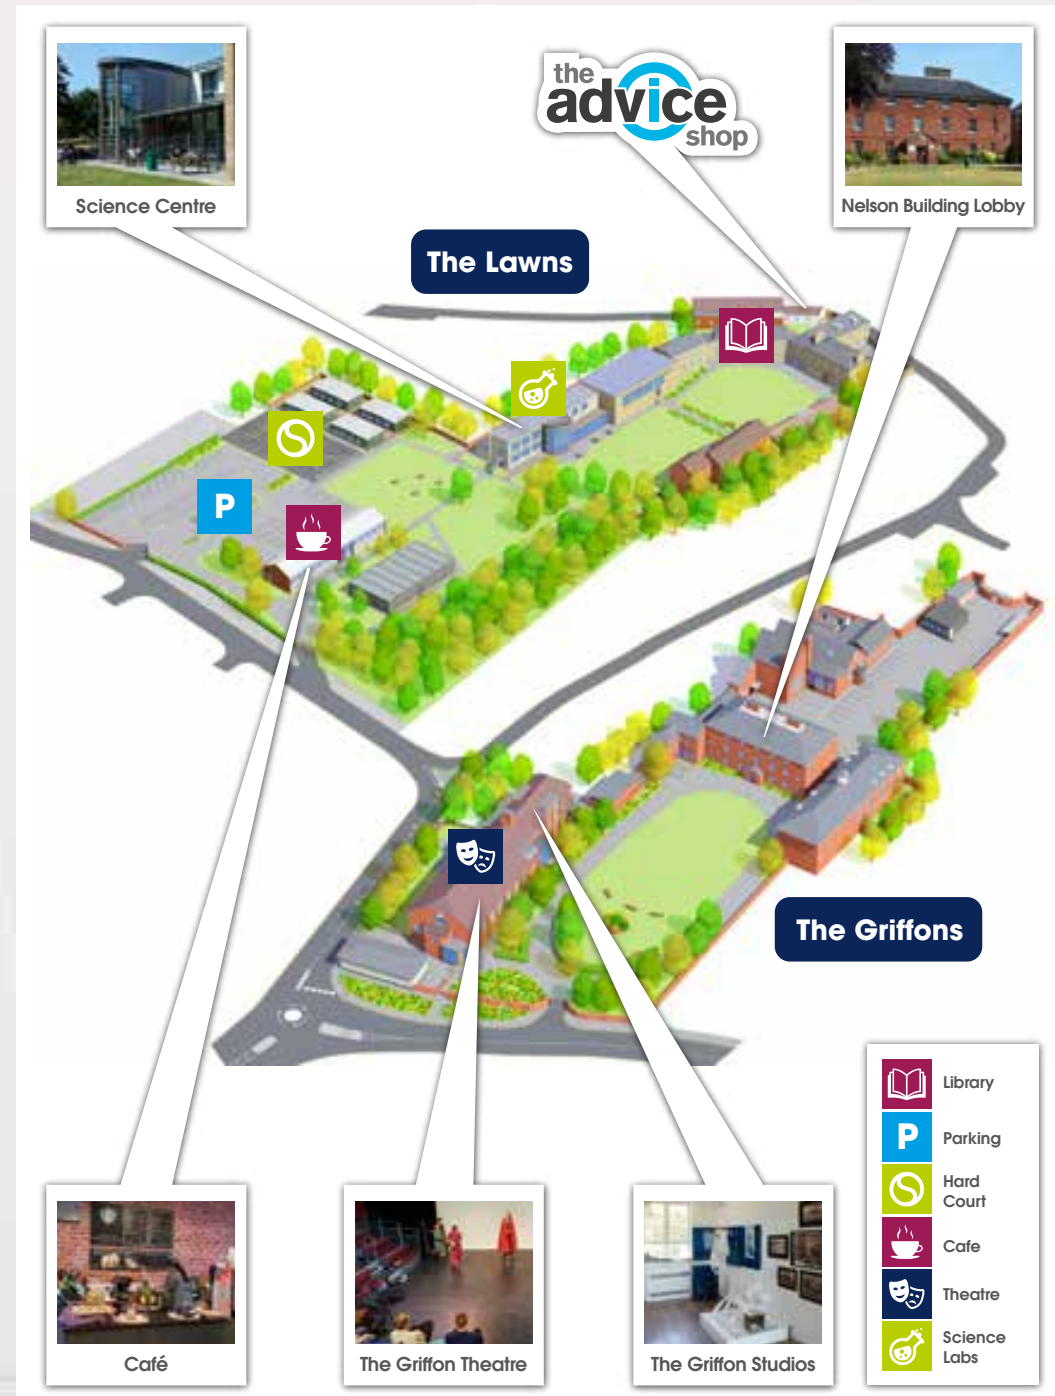 the
advice
shop
Science Centre
Nelson Building Lobby
The Lawns
P
The Griffons
Library
P
Parking
Hard
Court
Cafe
Theatre
Science
Labs
Café
The Griffon Theatre
The Griffon Studios